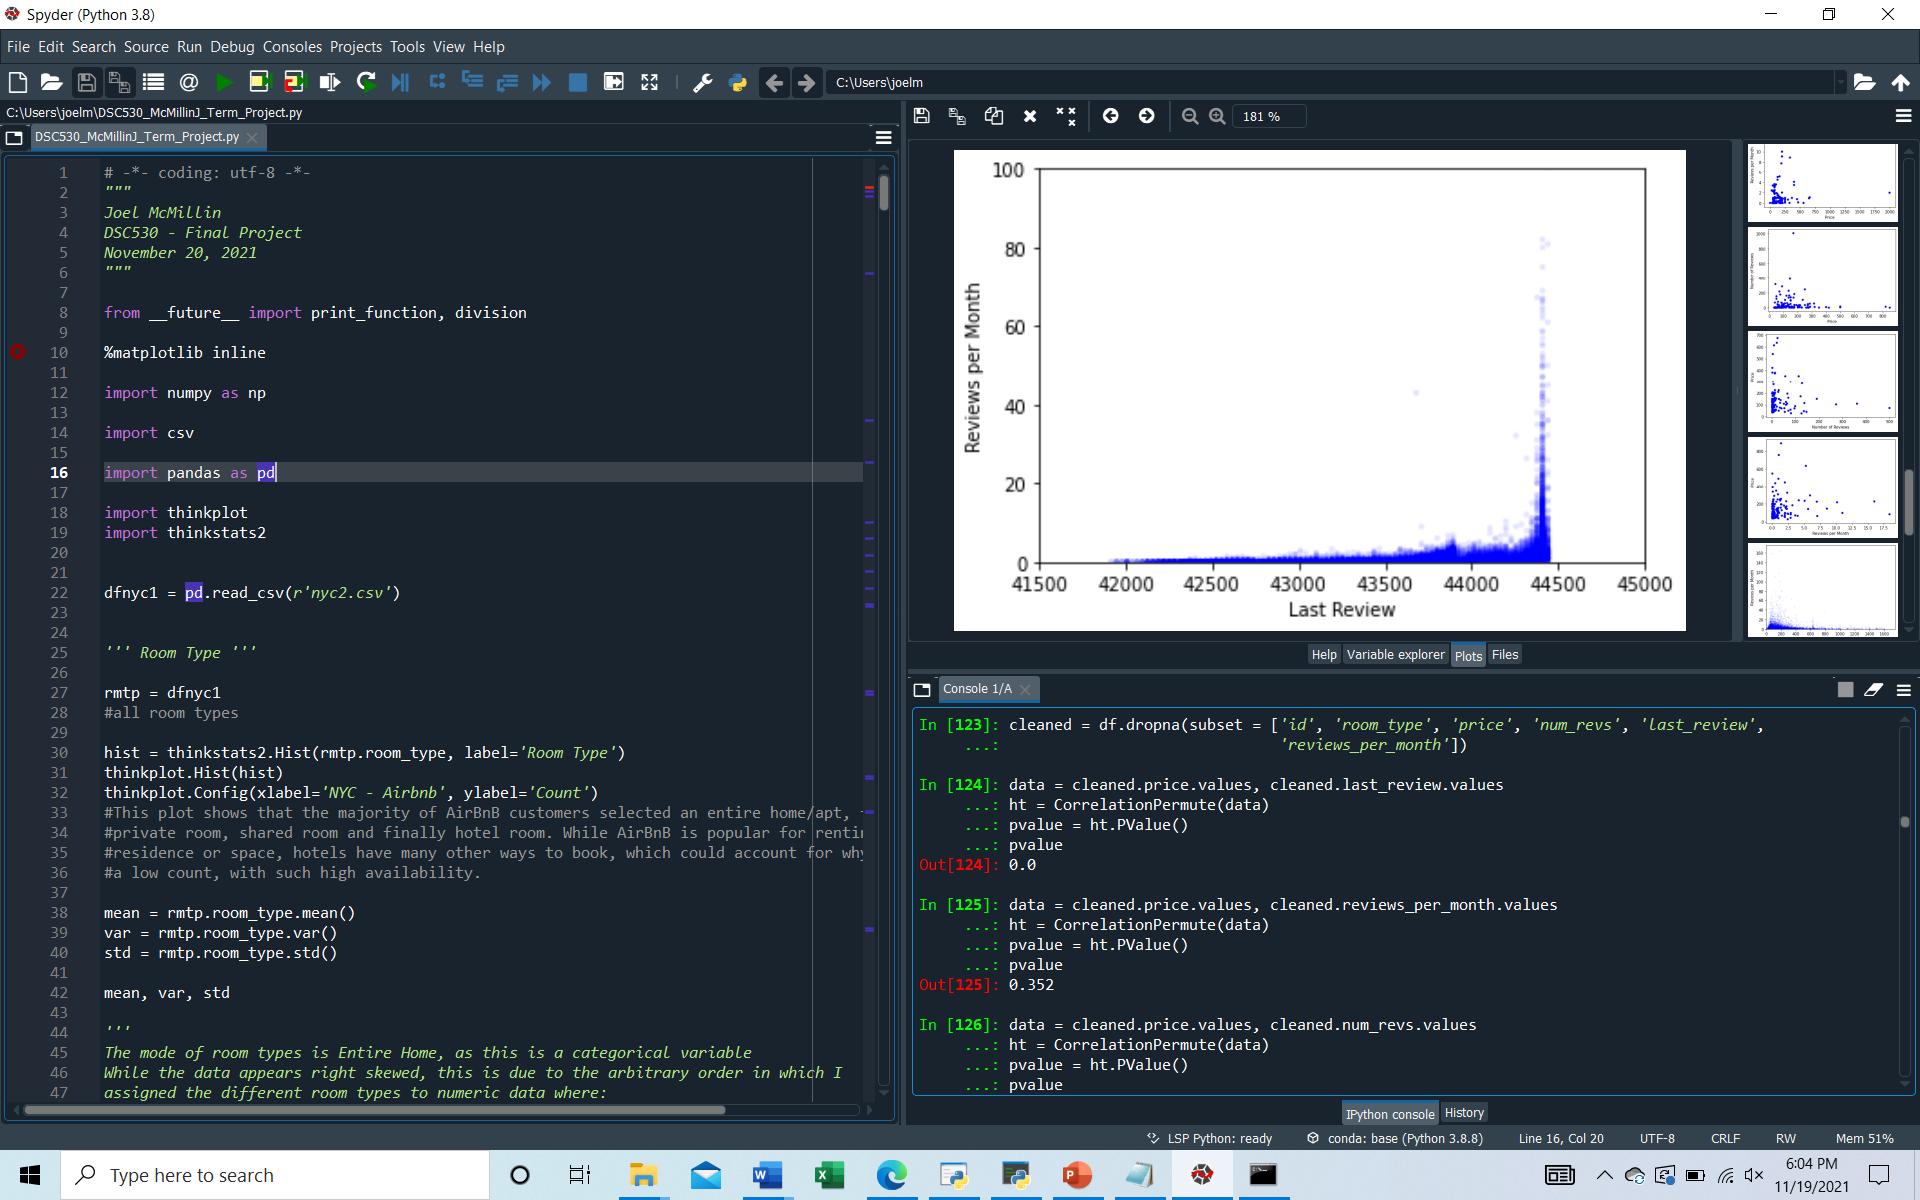 Spyder (Python 3.8)
File Edit Search Source Run Debug Consoles Projects Tools View Help
C:\Users\joelm
C:\Users\joelm\DSC530_McMillinJ_Term_Project.py
DSC530_McMillinJ_Term_Project.py
1 # -*- coding: utf-8 -*-
2 """
3 Joel McMillin
4 DSC530 - Final Project
5 November 20, 2021
6 """
7
8 from __future__ import print_function, division
9
10 %matplotlib inline
11
12 import numpy as np
13
14 import csv
15
16 import pandas as pd
17
18 import thinkplot
19 import thinkstats2
20
21
22 dfnyc1 = pd.read_csv(r'nyc2.csv')
23
24
25 ''' Room Type '''
26
27 rmtp = dfnyc1
28 #all room types
29
30 hist = thinkstats2.Hist(rmtp.room_type, label='Room Type')
31 thinkplot.Hist(hist)
32 thinkplot.Config(xlabel='NYC - Airbnb', ylabel='Count')
33 #This plot shows that the majority of AirBnB customers selected an entire home/apt,
34 #private room, shared room and finally hotel room. While AirBnB is popular for rentin
35 #residence or space, hotels have many other ways to book, which could account for why
36 #a low count, with such high availability.
37
38 mean = rmtp.room_type.mean()
39 var = rmtp.room_type.var()
40 std = rmtp.room_type.std()
41
42 mean, var, std
43
44 '''
45 The mode of room types is Entire Home, as this is a categorical variable
46 While the data appears right skewed, this is due to the arbitrary order in which I
47 assigned the different room types to numeric data where:
181 %
100
80
60
40
20
0
Reviews per Month
41500 42000 42500 43000 43500 44000 44500 45000
Last Review
Help Variable explorer Plots Files
Console 1/A
In [123]: cleaned = df.dropna(subset = ['id', 'room_type', 'price', 'num_revs', 'last_review',
...: 'reviews_per_month'])
In [124]: data = cleaned.price.values, cleaned.last_review.values
...: ht = CorrelationPermute(data)
...: pvalue = ht.PValue()
...: pvalue
Out[124]: 0.0
In [125]: data = cleaned.price.values, cleaned.reviews_per_month.values
...: ht = CorrelationPermute(data)
...: pvalue = ht.PValue()
...: pvalue
Out[125]: 0.352
In [126]: data = cleaned.price.values, cleaned.num_revs.values
...: ht = CorrelationPermute(data)
...: pvalue = ht.PValue()
...: pvalue
IPython console History
LSP Python: ready conda: base (Python 3.8.8) Line 16, Col 20 UTF-8 CRLF RW Mem 51%
Type here to search
6:04 PM
11/19/2021